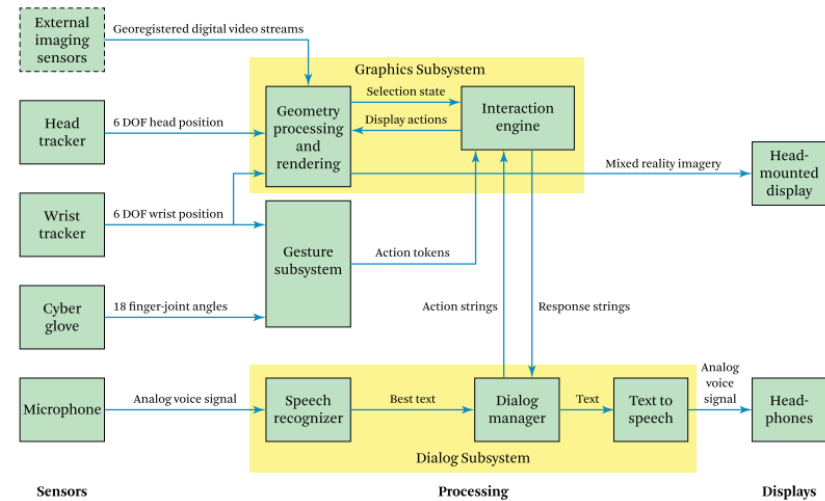 External
imaging
sensors
Georegistered digital video streams
Graphics Subsystem
Head
tracker
6 DOF head position
Geometry
processing
and
rendering
Selection state
Display actions
Interaction
engine
Mixed reality imagery
Head-
mounted
display
Wrist
tracker
6 DOF wrist position
Gesture
subsystem
Action tokens
Cyber
glove
18 finger-joint angles
Action
strings
Response strings
Microphone
Analog voice signal
Speech
recognizer
Best text
Dialog
manager
Text
Text to
speech
Analog
voice
signal
Head-
phones
Dialog Subsystem
Sensors
Processing
Displays